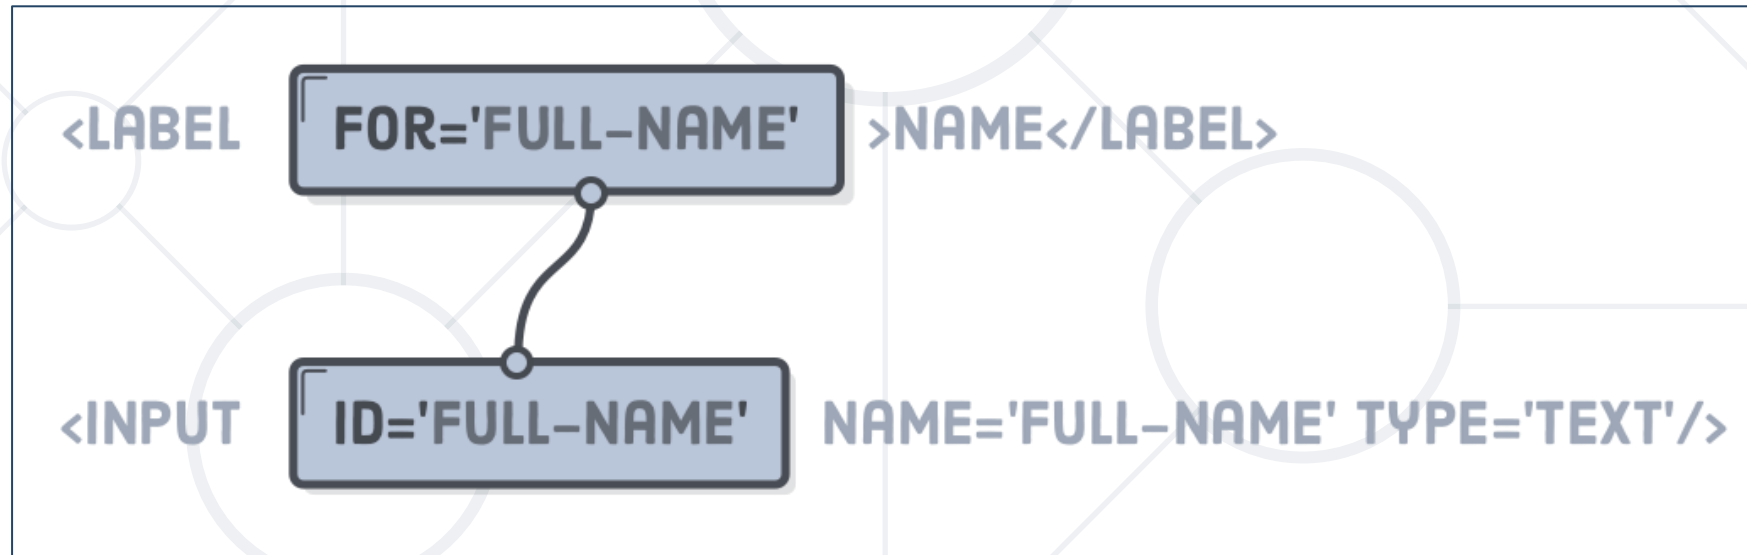 <LABEL FOR='FULL-NAME' >NAME</LABEL>
<INPUT ID='FULL-NAME' NAME='FULL-NAME' TYPE='TEXT'/>